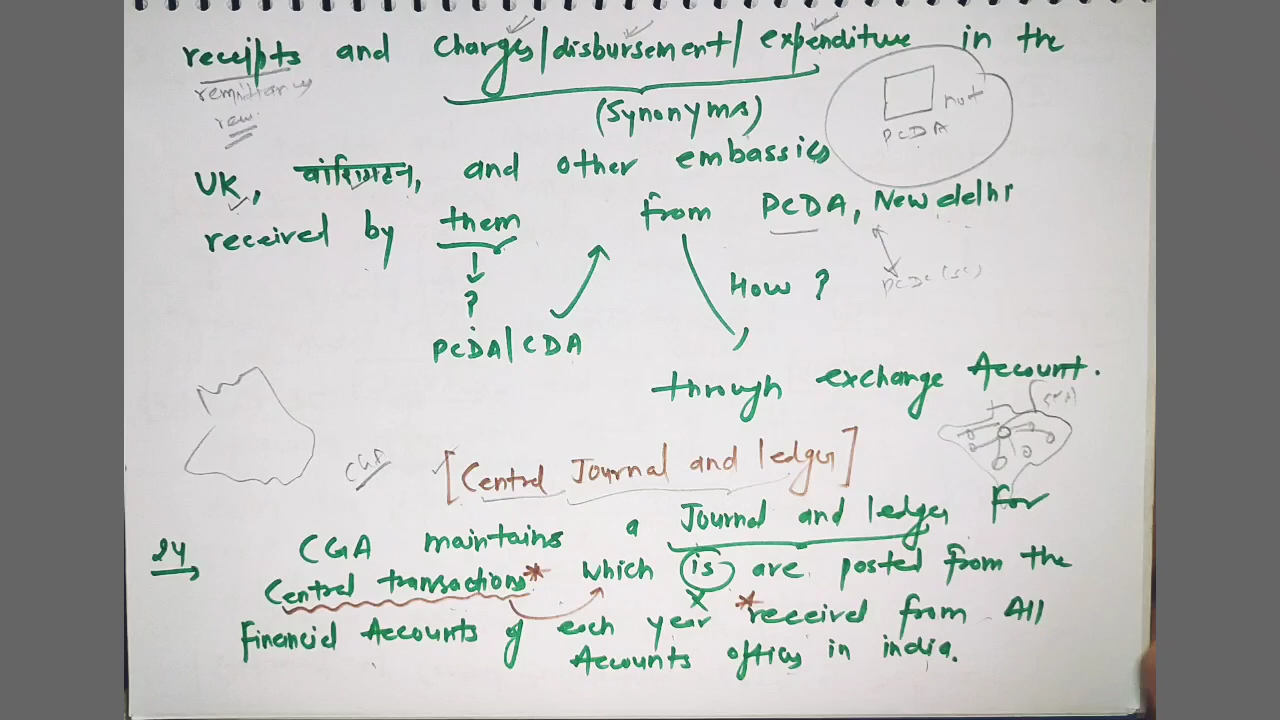 receipts and charges/disbursement/expenditure in the
(Synonyms)
not
PCDA
UK, वाशिंगटन, and other embassies
received by them from PCDA, New delhi
?
How ?
PCDA/CDA
through exchange Account.
CGA
[Central Journal and ledger]
24 CGA maintains a Journal and ledger for
Central transactions* which is are posted from the
x
Financial Accounts of each year *received from All
Accounts offices in india.